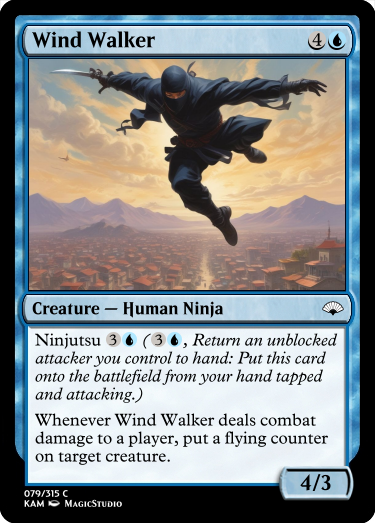 Wind Walker 4
Creature — Human Ninja
Ninjutsu 3 (3, Return an unblocked
attacker you control to hand: Put this card
onto the battlefield from your hand tapped
and attacking.)
Whenever Wind Walker deals combat
damage to a player, put a flying counter
on target creature.
4/3
079/315 C
KAM MagicStudio